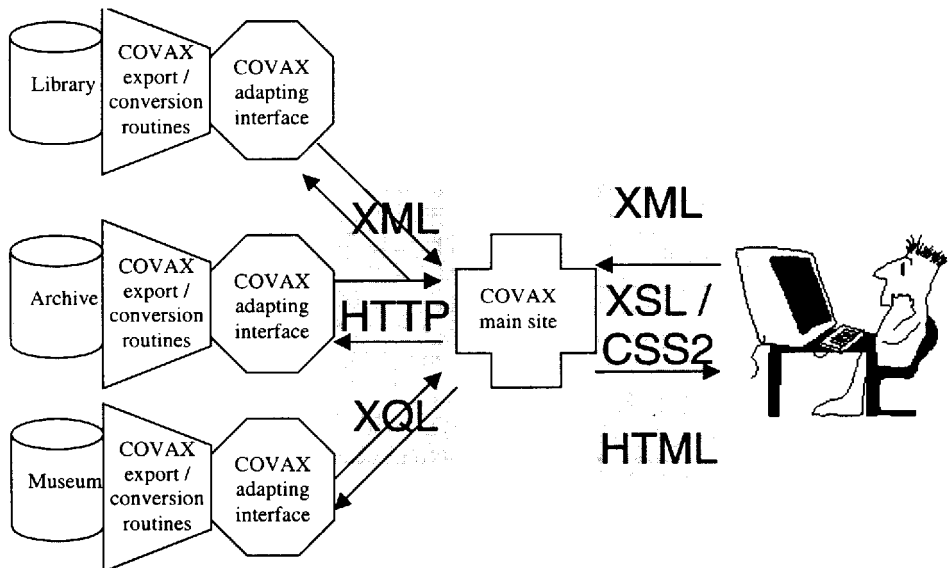 Library
COVAX
export /
conversion
routines
COVAX
adapting
interface
XML
XML
Archive
COVAX
export /
conversion
routines
COVAX
adapting
interface
HTTP
COVAX
main site
XSL /
CSS2
Museum
COVAX
export /
conversion
routines
COVAX
adapting
interface
XQL
HTML